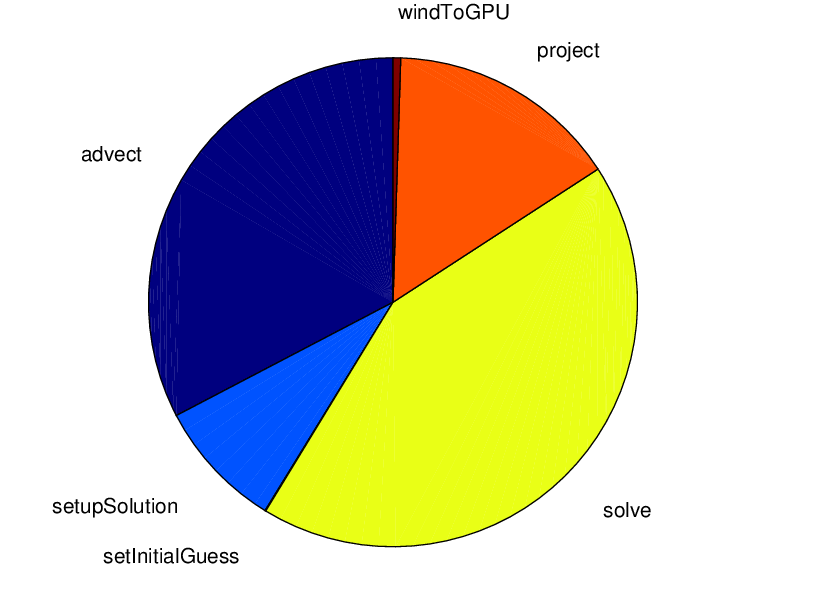 windToGPU
project
advect
setupSolution
solve
setInitialGuess